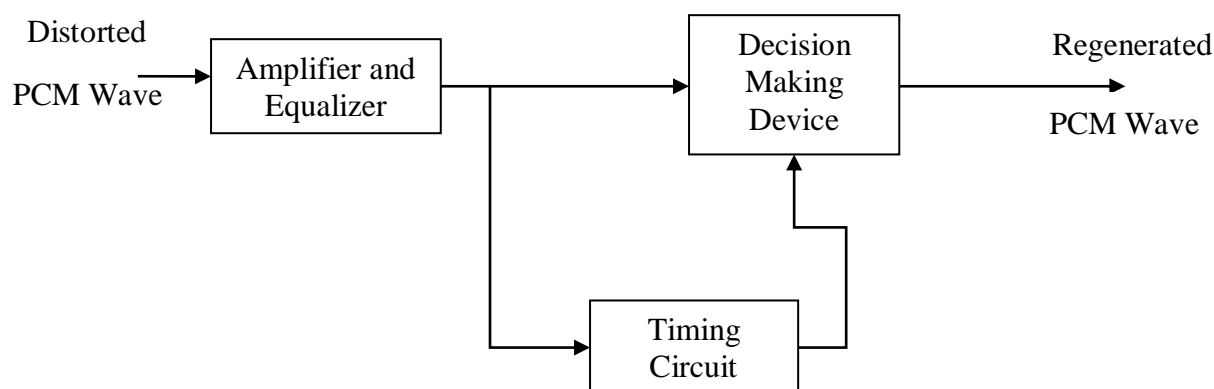 Distorted
PCM Wave
Amplifier and
Equalizer
Decision
Making
Device
Regenerated
PCM Wave
Timing
Circuit